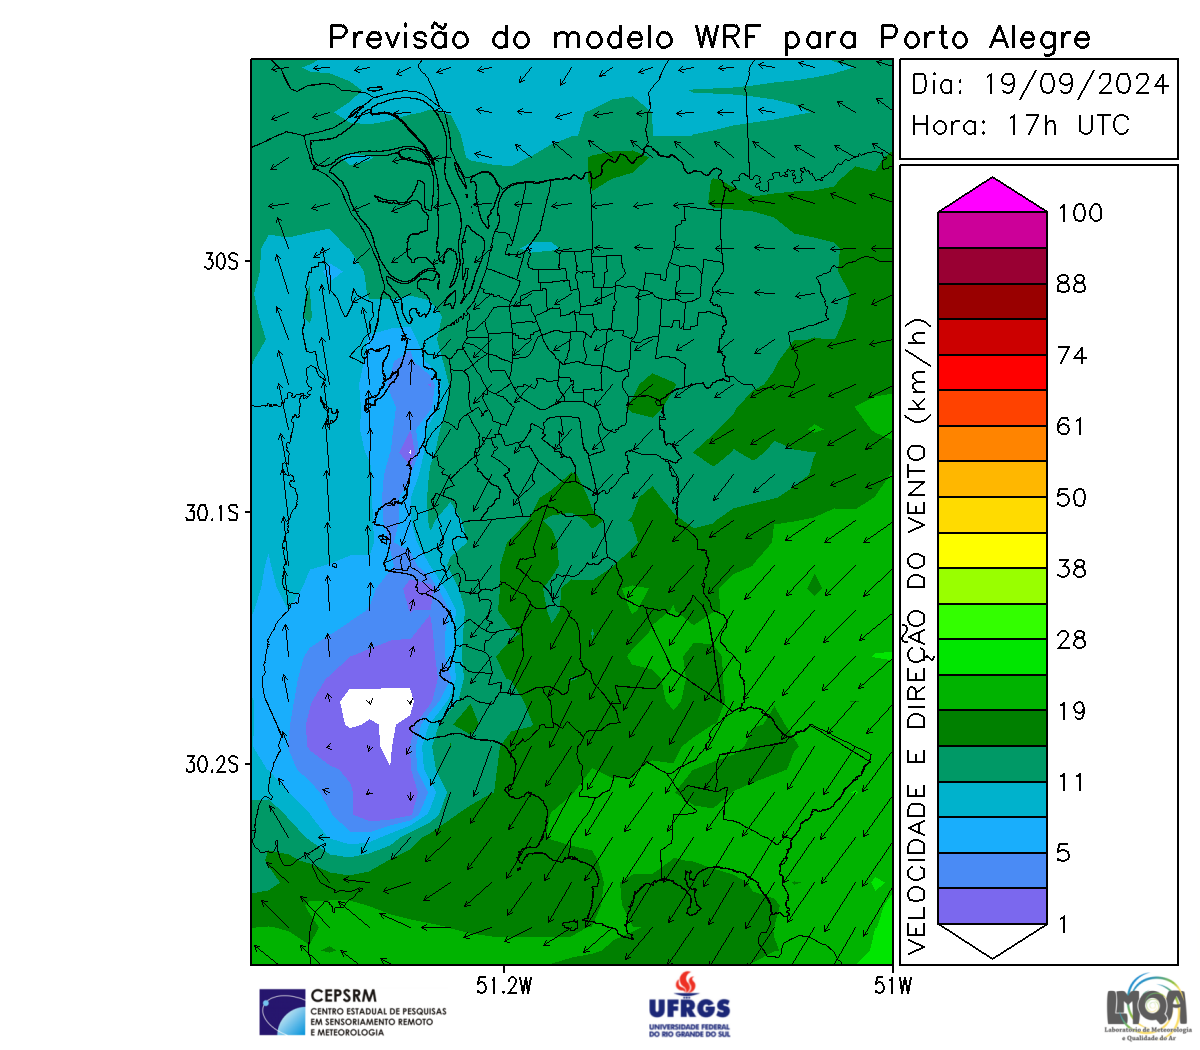 Previsão do modelo WRF para Porto Alegre
Dia: 19/09/2024
Hora: 17h UTC
30S
30.1S
30.2S
51.2W
51W
VELOCIDADE E DIREÇÃO DO VENTO (km/h)
100
88
74
61
50
38
28
19
11
5
1
CEPSRM
CENTRO ESTADUAL DE PESQUISAS
EM SENSORIAMENTO REMOTO
E METEOROLOGIA
UFRGS
UNIVERSIDADE FEDERAL
DO RIO GRANDE DO SUL
LMQA
Laboratório de Meteorologia
e Qualidade do Ar